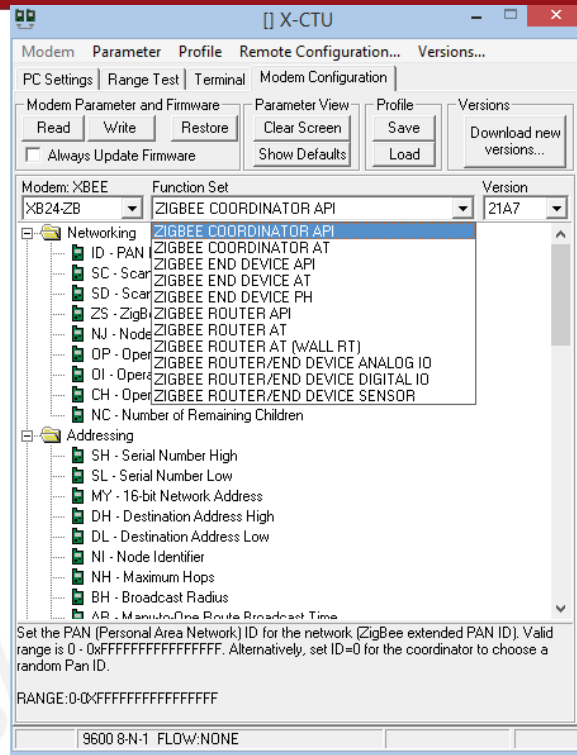 [] X-CTU
Modem Parameter Profile Remote Configuration... Versions...
PC Settings Range Test Terminal Modem Configuration
Modem Parameter and Firmware Parameter View Profile Versions
Read Write Restore Clear Screen Save Download new versions...
Always Update Firmware Show Defaults Load
Modem: XBEE Function Set Version
XB24-ZB ZIGBEE COORDINATOR API 21A7
Networking
ID - PAN
SC - Scan
SD - Scan
ZS - ZigB
NJ - Node
OP - Oper
OI - Opera
CH - Oper
NC - Number of Remaining Children
ZIGBEE COORDINATOR API
ZIGBEE COORDINATOR AT
ZIGBEE END DEVICE API
ZIGBEE END DEVICE AT
ZIGBEE END DEVICE PH
ZIGBEE ROUTER API
ZIGBEE ROUTER AT
ZIGBEE ROUTER AT (WALL RT)
ZIGBEE ROUTER/END DEVICE ANALOG IO
ZIGBEE ROUTER/END DEVICE DIGITAL IO
ZIGBEE ROUTER/END DEVICE SENSOR
Addressing
SH - Serial Number High
SL - Serial Number Low
MY - 16-bit Network Address
DH - Destination Address High
DL - Destination Address Low
NI - Node Identifier
NH - Maximum Hops
BH - Broadcast Radius
AR - Many-to-One Route Broadcast Time
Set the PAN (Personal Area Network) ID for the network (ZigBee extended PAN ID). Valid
range is 0 - 0xFFFFFFFFFFFFFFFF. Alternatively, set ID=0 for the coordinator to choose a
random Pan ID.
RANGE:0-0XFFFFFFFFFFFFFFFF
9600 8-N-1 FLOW:NONE